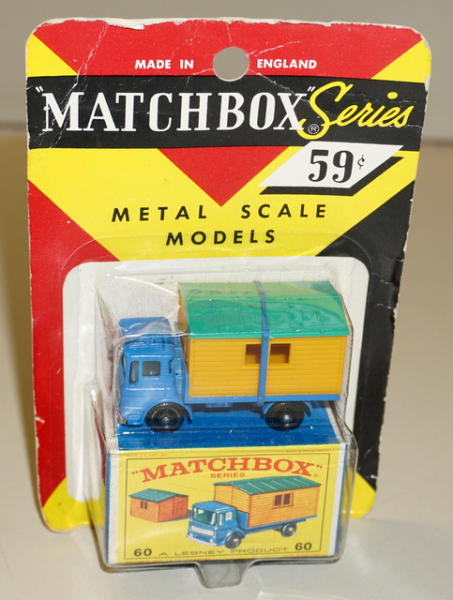 MADE IN ENGLAND
"MATCHBOX" Series
®
59¢
METAL SCALE
MODELS
"MATCHBOX"
®
SERIES
60 A LESNEY PRODUCT 60